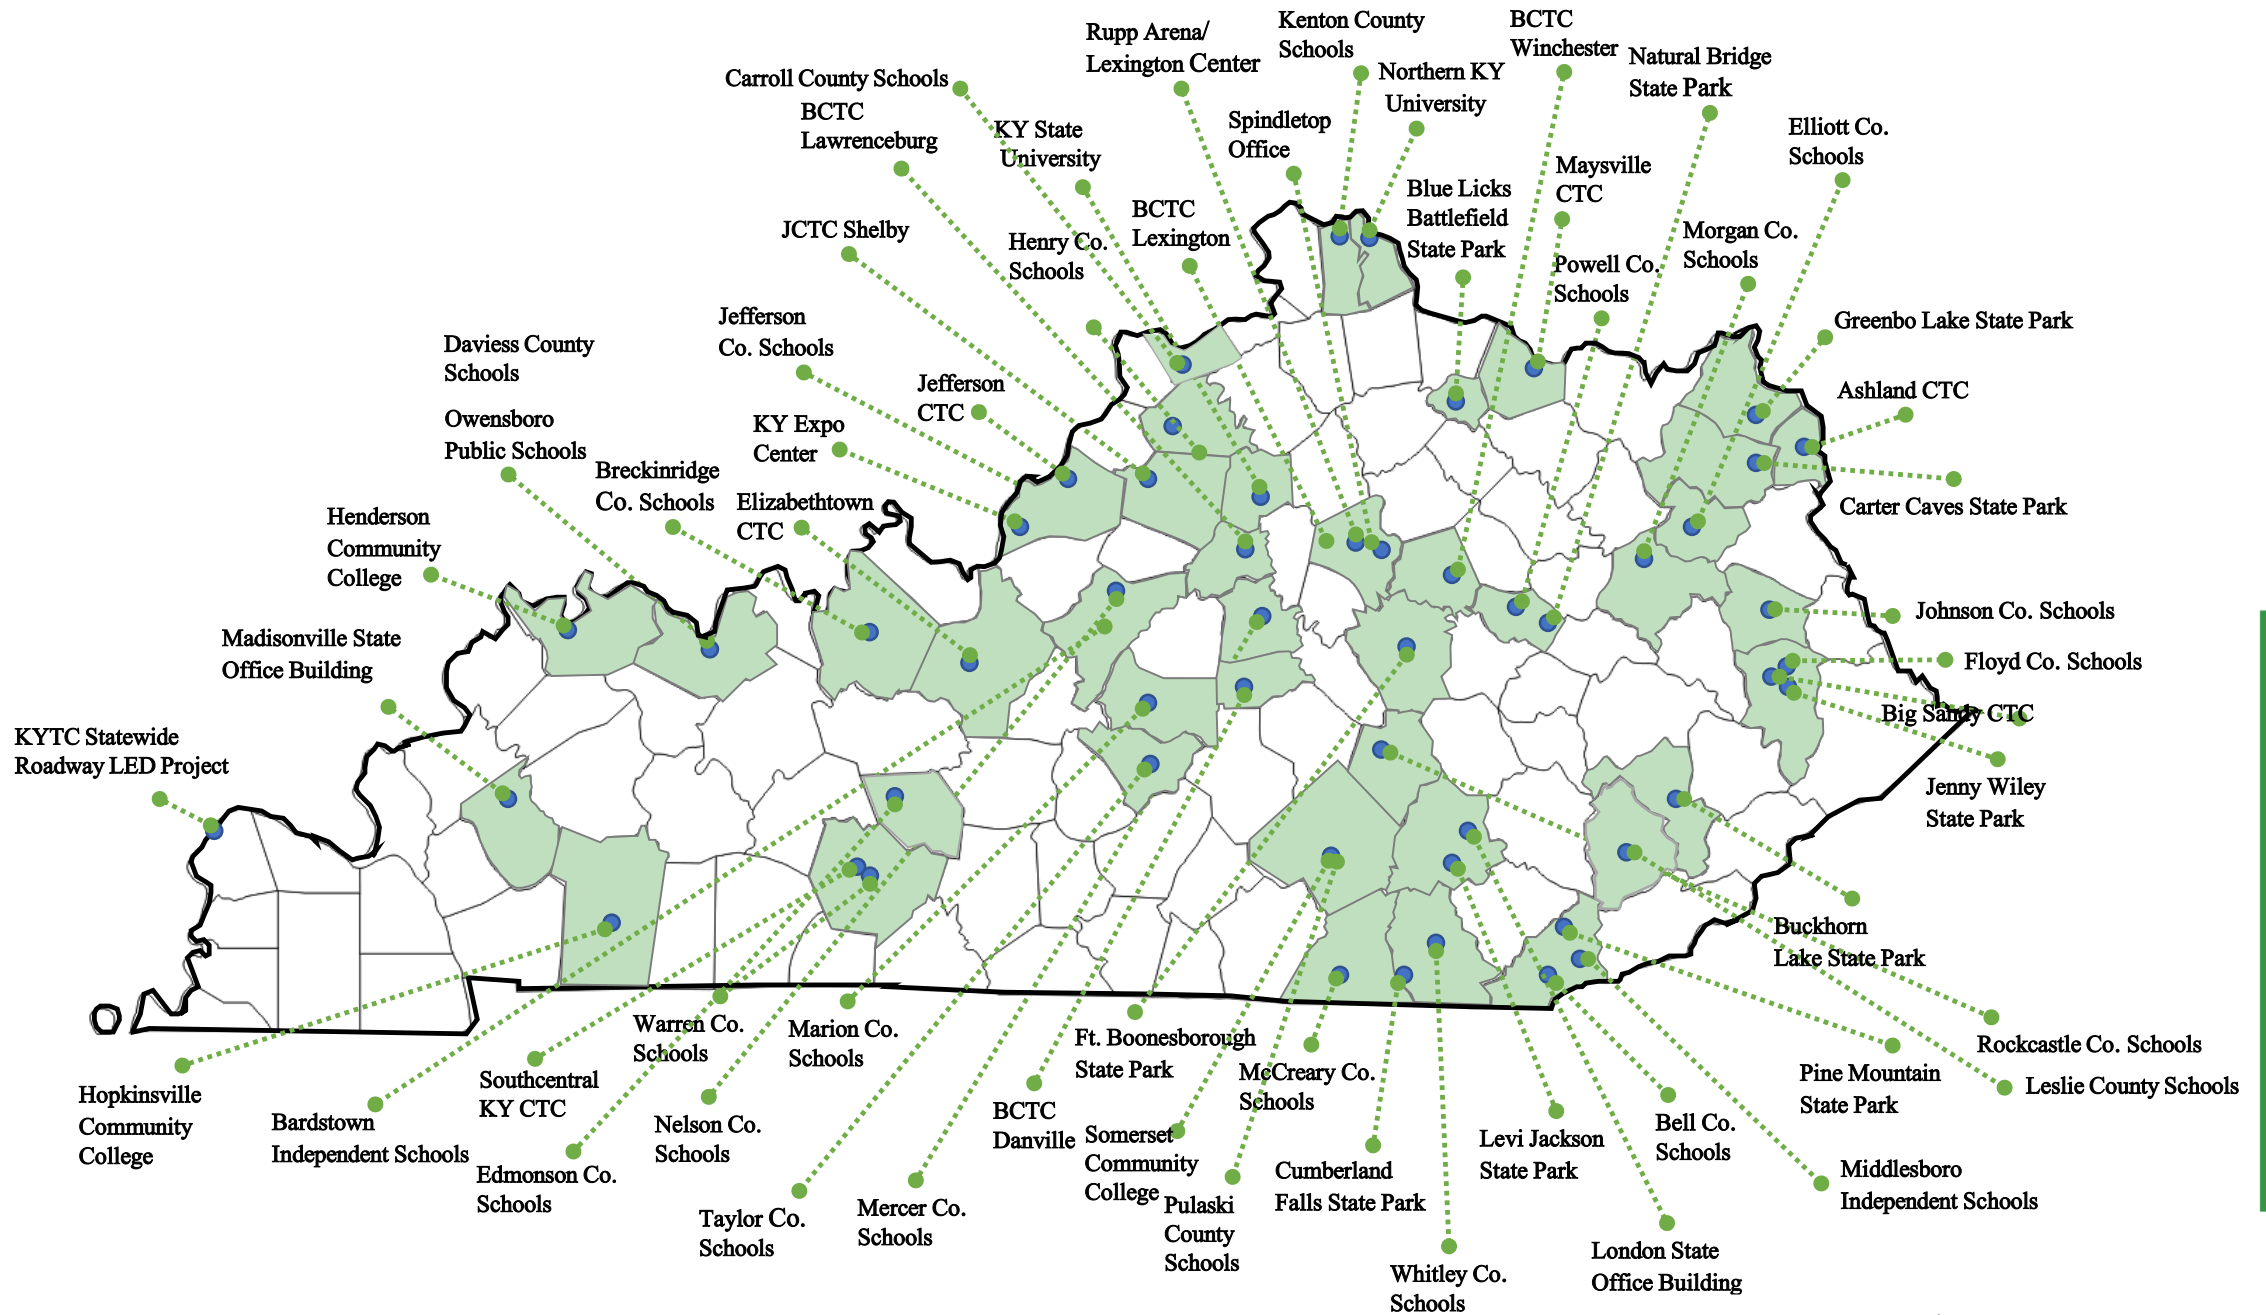 Rupp Arena/
Lexington Center
Kenton County
Schools
BCTC
Winchester
Natural Bridge
State Park
Carroll County Schools
Northern KY
University
BCTC
Lawrenceburg
KY State
University
Spindletop
Office
Elliott Co.
Schools
Maysville
CTC
Blue Licks
Battlefield
State Park
BCTC
Lexington
JCTC Shelby
Henry Co.
Schools
Morgan Co.
Schools
Powell Co.
Schools
Jefferson
Co. Schools
Greenbo Lake State Park
Daviess County
Schools
Jefferson
CTC
Ashland CTC
Owensboro
Public Schools
KY Expo
Center
Breckinridge
Co. Schools
Elizabethtown
CTC
Carter Caves State Park
Henderson
Community
College
Johnson Co. Schools
Madisonville State
Office Building
Floyd Co. Schools
Big Sandy CTC
KYTC Statewide
Roadway LED Project
Jenny Wiley
State Park
Buckhorn
Lake State Park
Warren Co.
Schools
Marion Co.
Schools
Ft. Boonesborough
State Park
Rockcastle Co. Schools
McCreary Co.
Schools
Pine Mountain
State Park
Leslie County Schools
Hopkinsville
Community
College
Southcentral
KY CTC
Bardstown
Independent Schools
Nelson Co.
Schools
BCTC
Danville
Somerset
Community
College
Levi Jackson
State Park
Bell Co.
Schools
Edmonson Co.
Schools
Cumberland
Falls State Park
Middlesboro
Independent Schools
Taylor Co.
Schools
Mercer Co.
Schools
Pulaski
County
Schools
London State
Office Building
Whitley Co.
Schools